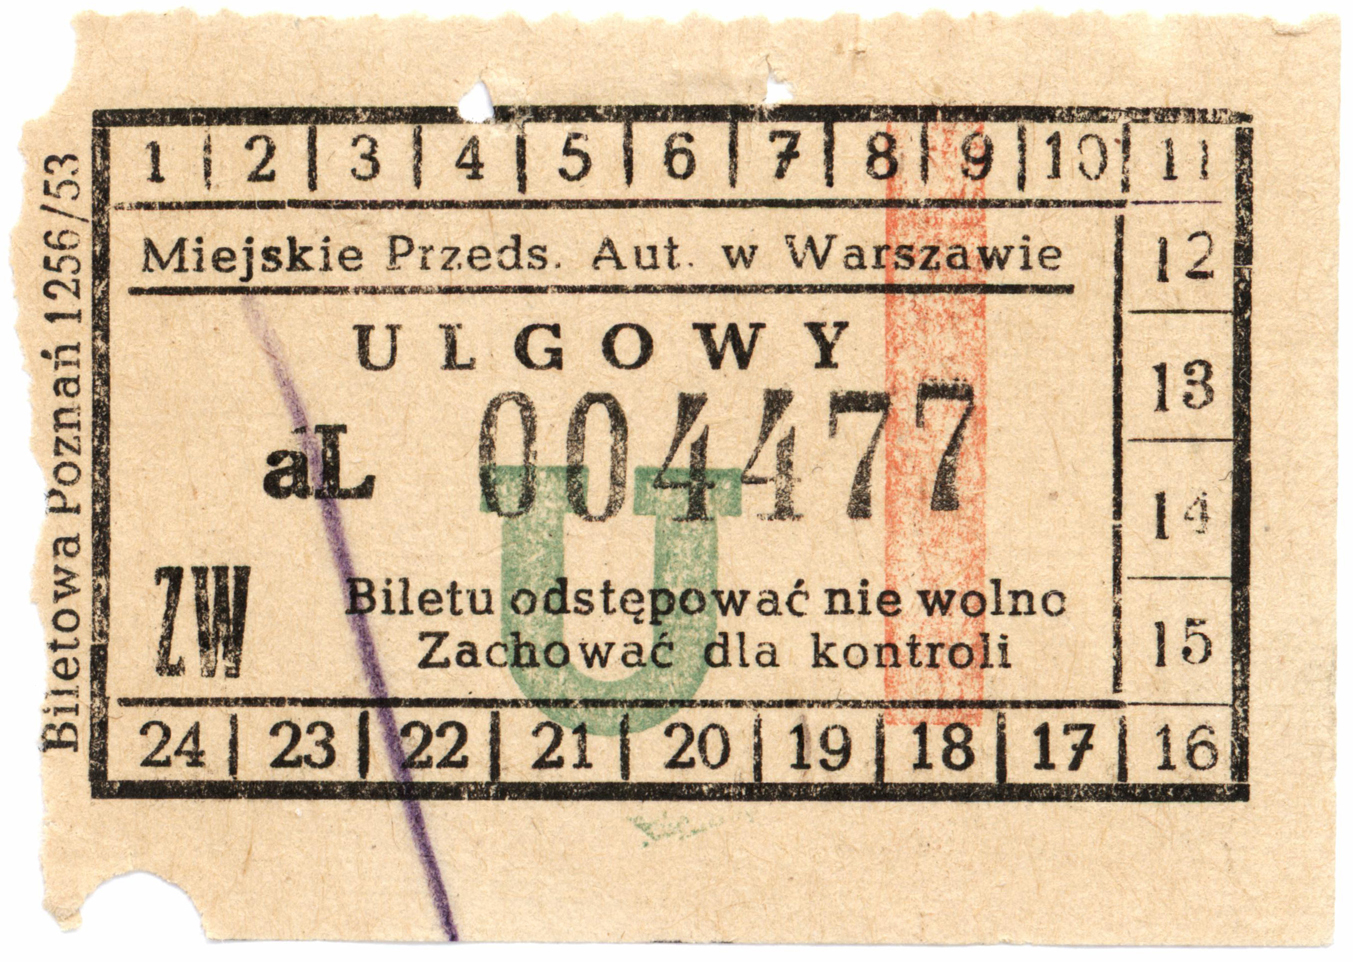 1 2 3 4 5 6 7 8 9 10 11
Miejskie Przeds. Aut. w Warszawie
12
ULGOWY
13
aL 004477
14
U
ZW
Biletu odstępować nie wolno
Zachować dla kontroli
15
24 23 22 21 20 19 18 17 16
Biletowa Poznań 1256/53